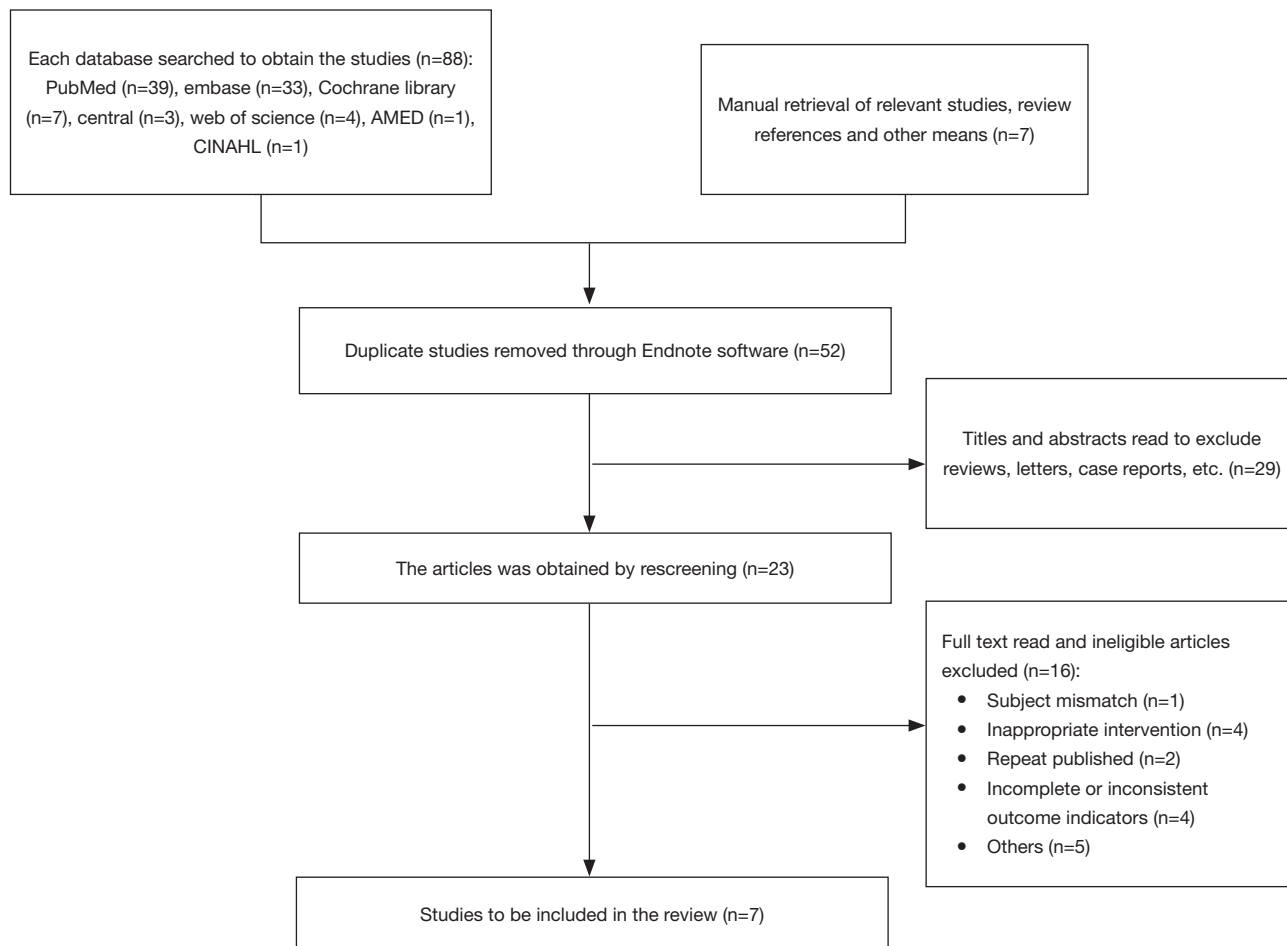 Each database searched to obtain the studies (n=88):
PubMed (n=39), embase (n=33), Cochrane library
(n=7), central (n=3), web of science (n=4), AMED (n=1),
CINAHL (n=1)
Manual retrieval of relevant studies, review
references and other means (n=7)
Duplicate studies removed through Endnote software (n=52)
Titles and abstracts read to exclude
reviews, letters, case reports, etc. (n=29)
The articles was obtained by rescreening (n=23)
Full text read and ineligible articles
excluded (n=16):
• Subject mismatch (n=1)
• Inappropriate intervention (n=4)
• Repeat published (n=2)
• Incomplete or inconsistent
outcome indicators (n=4)
• Others (n=5)
Studies to be included in the review (n=7)